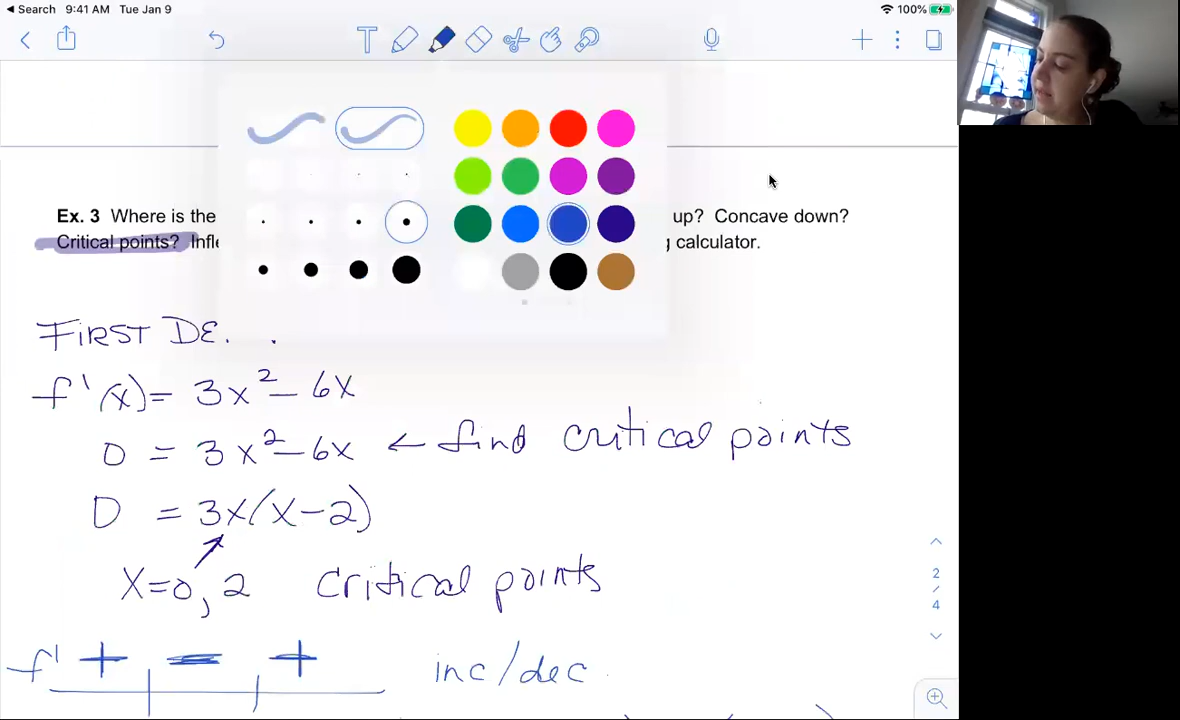 Search 9:41 AM Tue Jan 9 100%
Ex. 3 Where is the up? Concave down?
Critical points? calculator.
FIRST DE.
f'(x) = 3x² - 6x
0 = 3x² - 6x ← find critical points
0 = 3x(x-2)
x=0, 2 critical points
2
/
4
f' + = + inc/dec